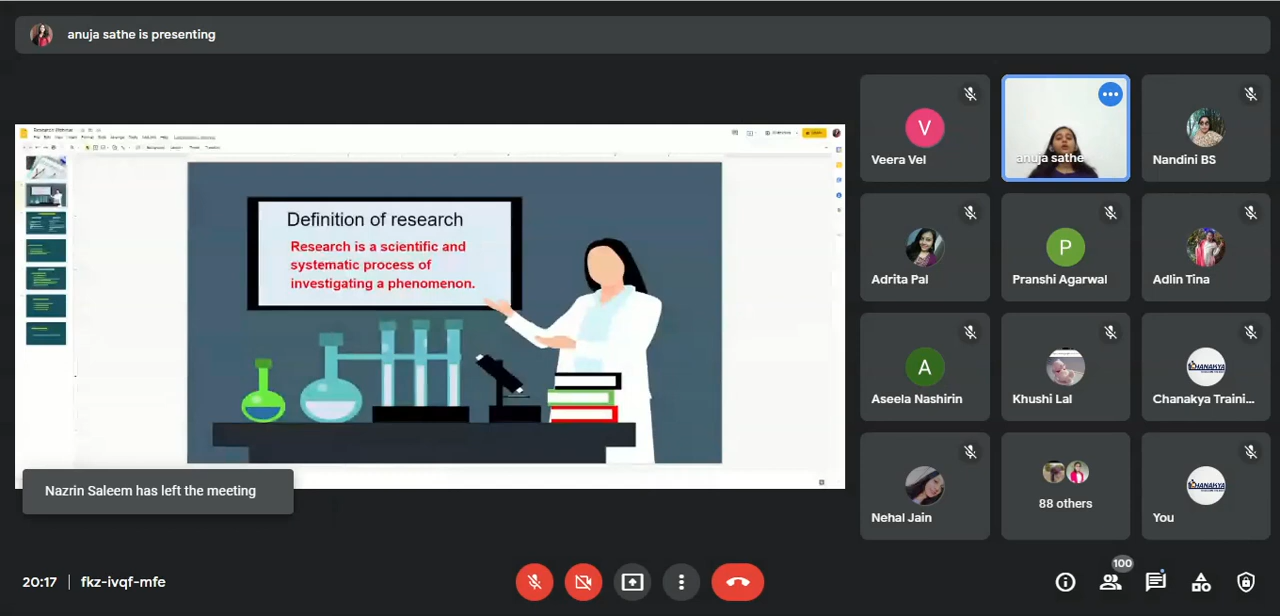 anuja sathe is presenting
Definition of research
Research is a scientific and
systematic process of
investigating a phenomenon.
V
Veera Vel
anuja sathe
Nandini BS
Adrita Pal
P
Pranshi Agarwal
Adlin Tina
A
Aseela Nashirin
Khushi Lal
CHANAKYA
Chanakya Traini...
Nehal Jain
88 others
CHANAKYA
You
Nazrin Saleem has left the meeting
20:17 | fkz-ivqf-mfe
100